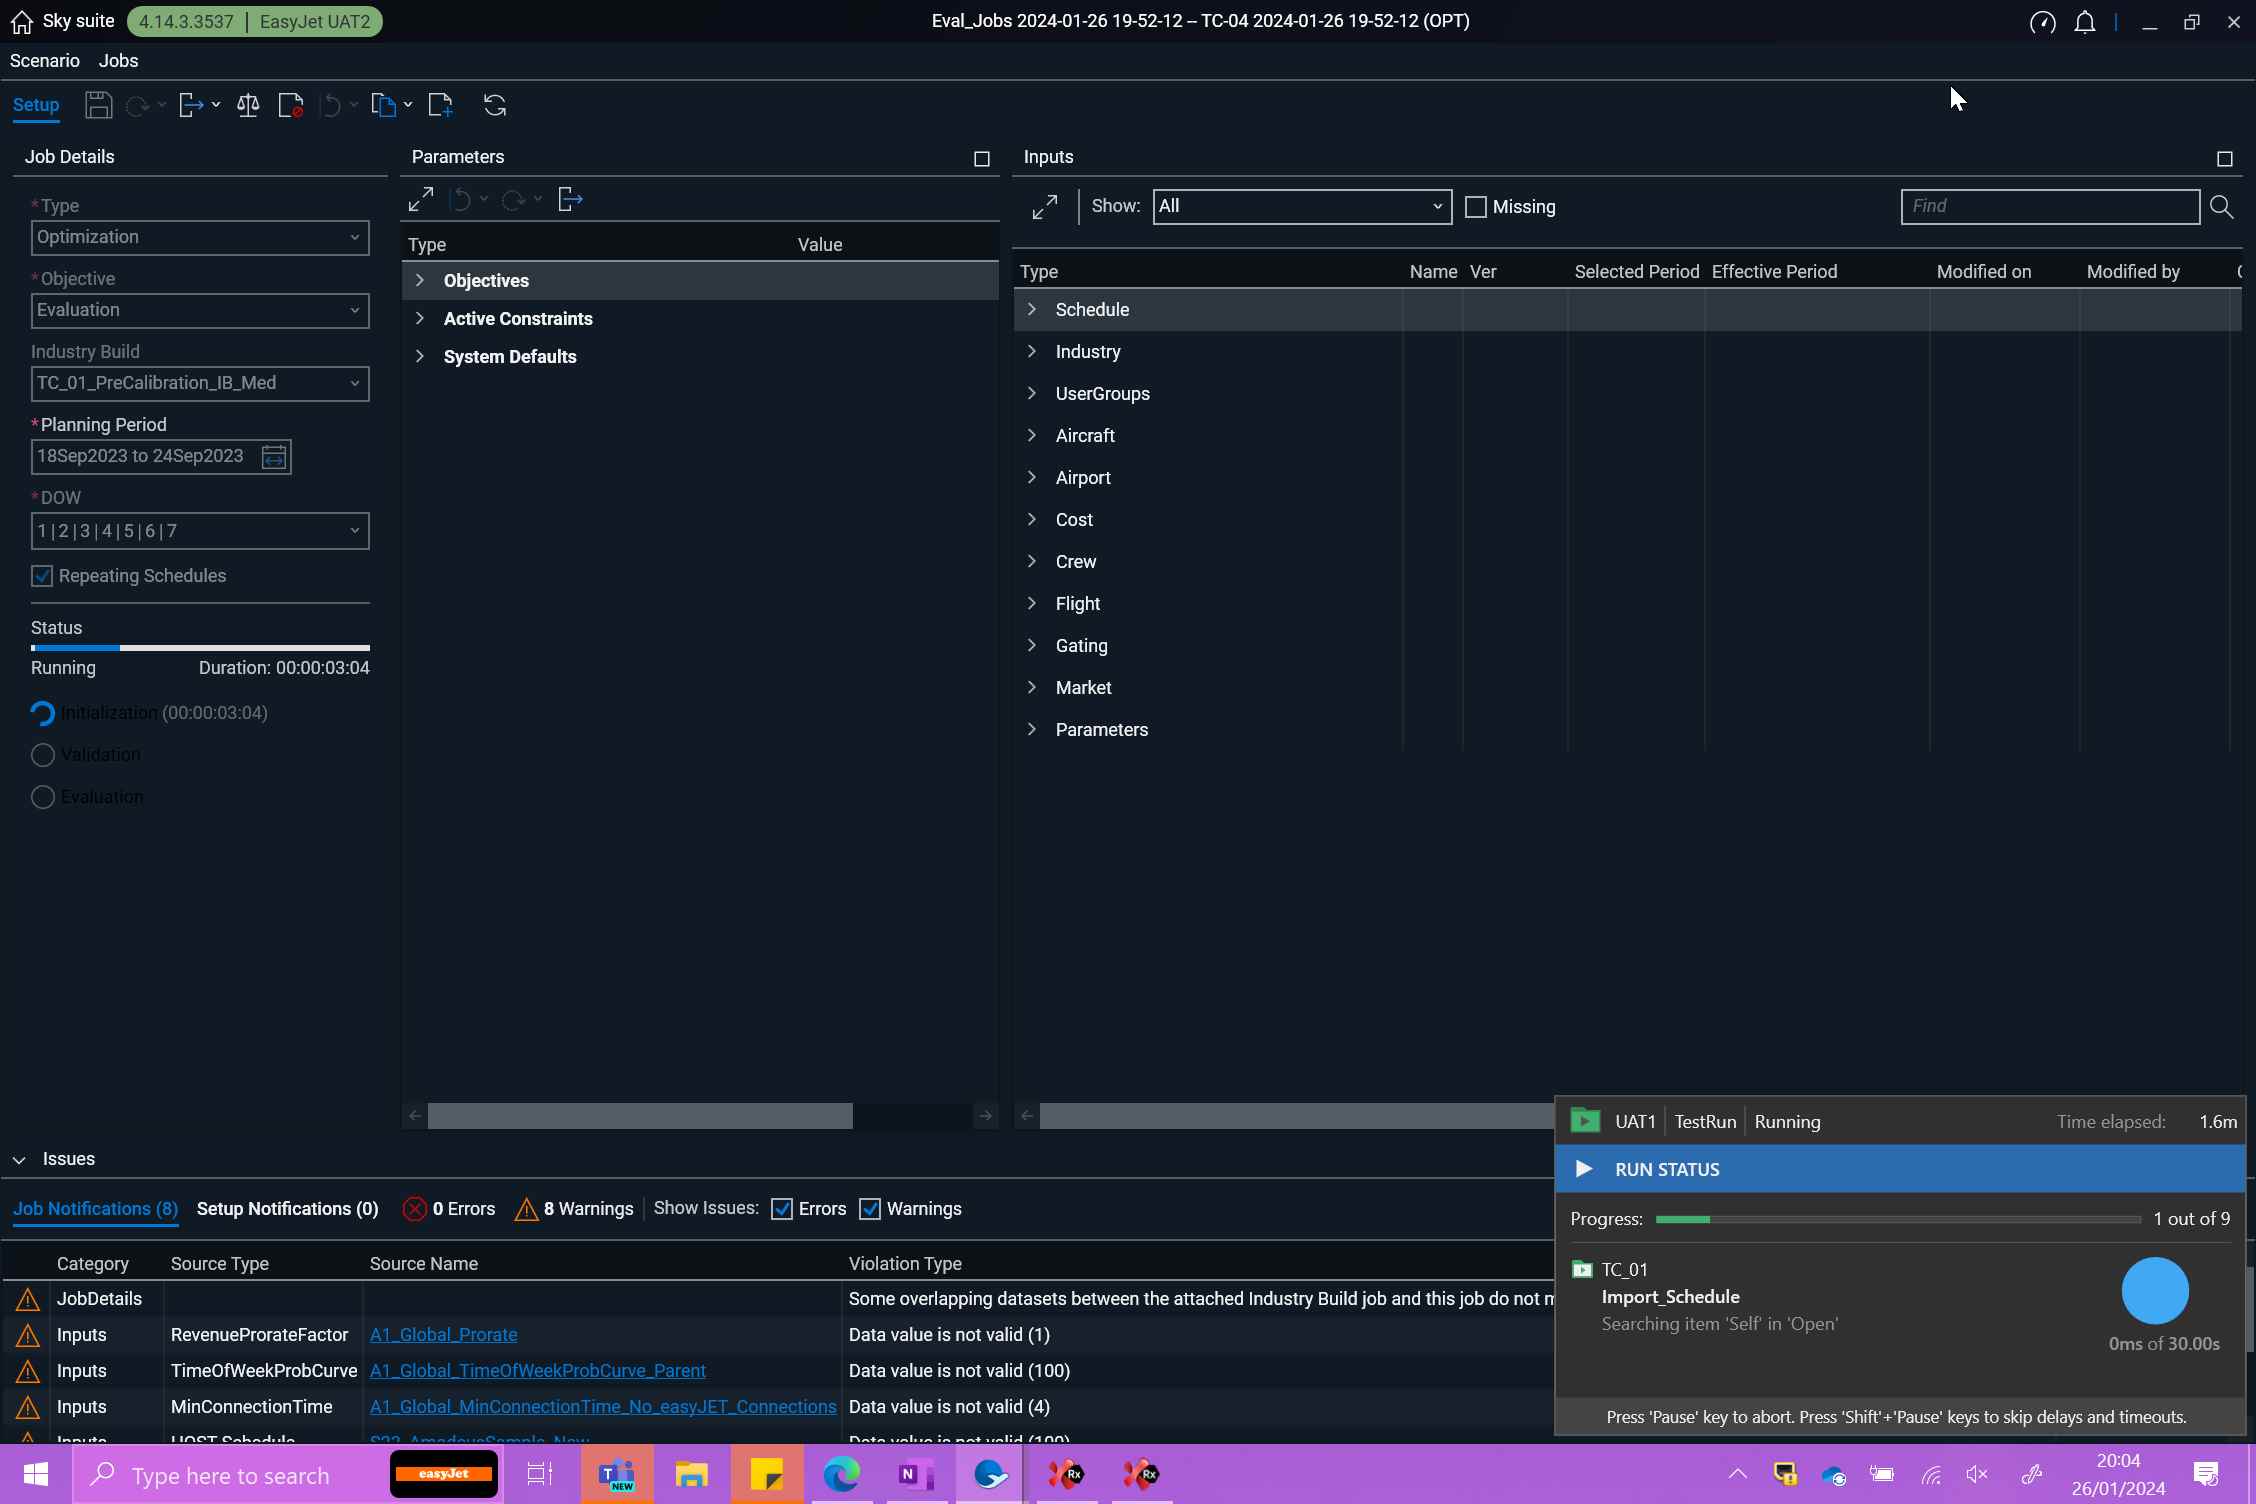 Sky suite 4.14.3.3537 | EasyJet UAT2
Eval_Jobs 2024-01-26 19-52-12 – TC-04 2024-01-26 19-52-12 (OPT)
Scenario Jobs
Setup
Job Details
*Type
Optimization
*Objective
Evaluation
Industry Build
TC_01_PreCalibration_IB_Med
*Planning Period
18Sep2023 to 24Sep2023
*DOW
1|2|3|4|5|6|7
Repeating Schedules
Status
Running Duration: 00:00:03:04
Initialization (00:00:03:04)
Validation
Evaluation
Parameters
Type Value
Objectives
Active Constraints
System Defaults
Inputs
Show: All Missing Find
Type Name Ver Selected Period Effective Period Modified on Modified by
Schedule
Industry
UserGroups
Aircraft
Airport
Cost
Crew
Flight
Gating
Market
Parameters
Issues
Job Notifications (8) Setup Notifications (0) 0 Errors 8 Warnings Show Issues: Errors Warnings
Category Source Type Source Name Violation Type
JobDetails Some overlapping datasets between the attached Industry Build job and this job do not
Inputs RevenueProrateFactor A1_Global_Prorate Data value is not valid (1)
Inputs TimeOfWeekProbCurve A1_Global_TimeOfWeekProbCurve_Parent Data value is not valid (100)
Inputs MinConnectionTime A1_Global_MinConnectionTime_No_easyJET_Connections Data value is not valid (4)
Inputs HOST Schedule S23_AmadeusSample_New Data value is not valid (100)
UAT1 TestRun Running Time elapsed: 1.6m
RUN STATUS
Progress: 1 out of 9
TC_01
Import_Schedule
Searching item 'Self' in 'Open'
0ms of 30.00s
Press 'Pause' key to abort. Press 'Shift'+'Pause' keys to skip delays and timeouts.
Type here to search
easyJet
T
NEW
N
Rx
Rx
20:04
26/01/2024